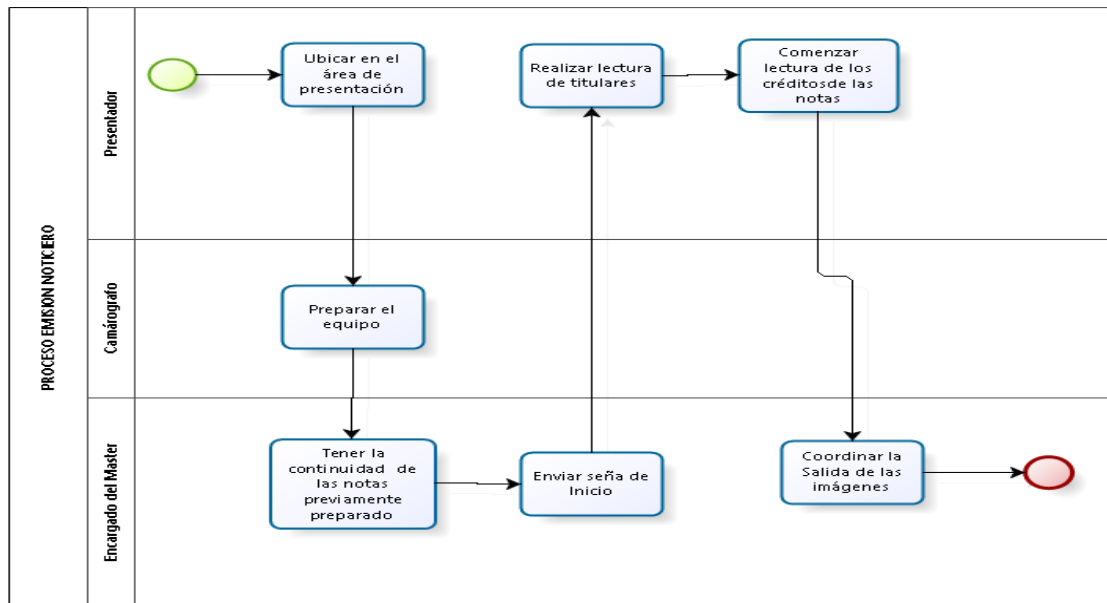 PROCESO EMISION NOTICIERO
Presentador
Ubicar en el
área de
presentación
Realizar lectura
de titulares
Comenzar
lectura de los
créditosde las
notas
Camárografo
Preparar el
equipo
Encargado del Master
Tener la
continuidad de
las notas
previamente
preparado
Enviar seña de
Inicio
Coordinar la
Salida de las
imágenes